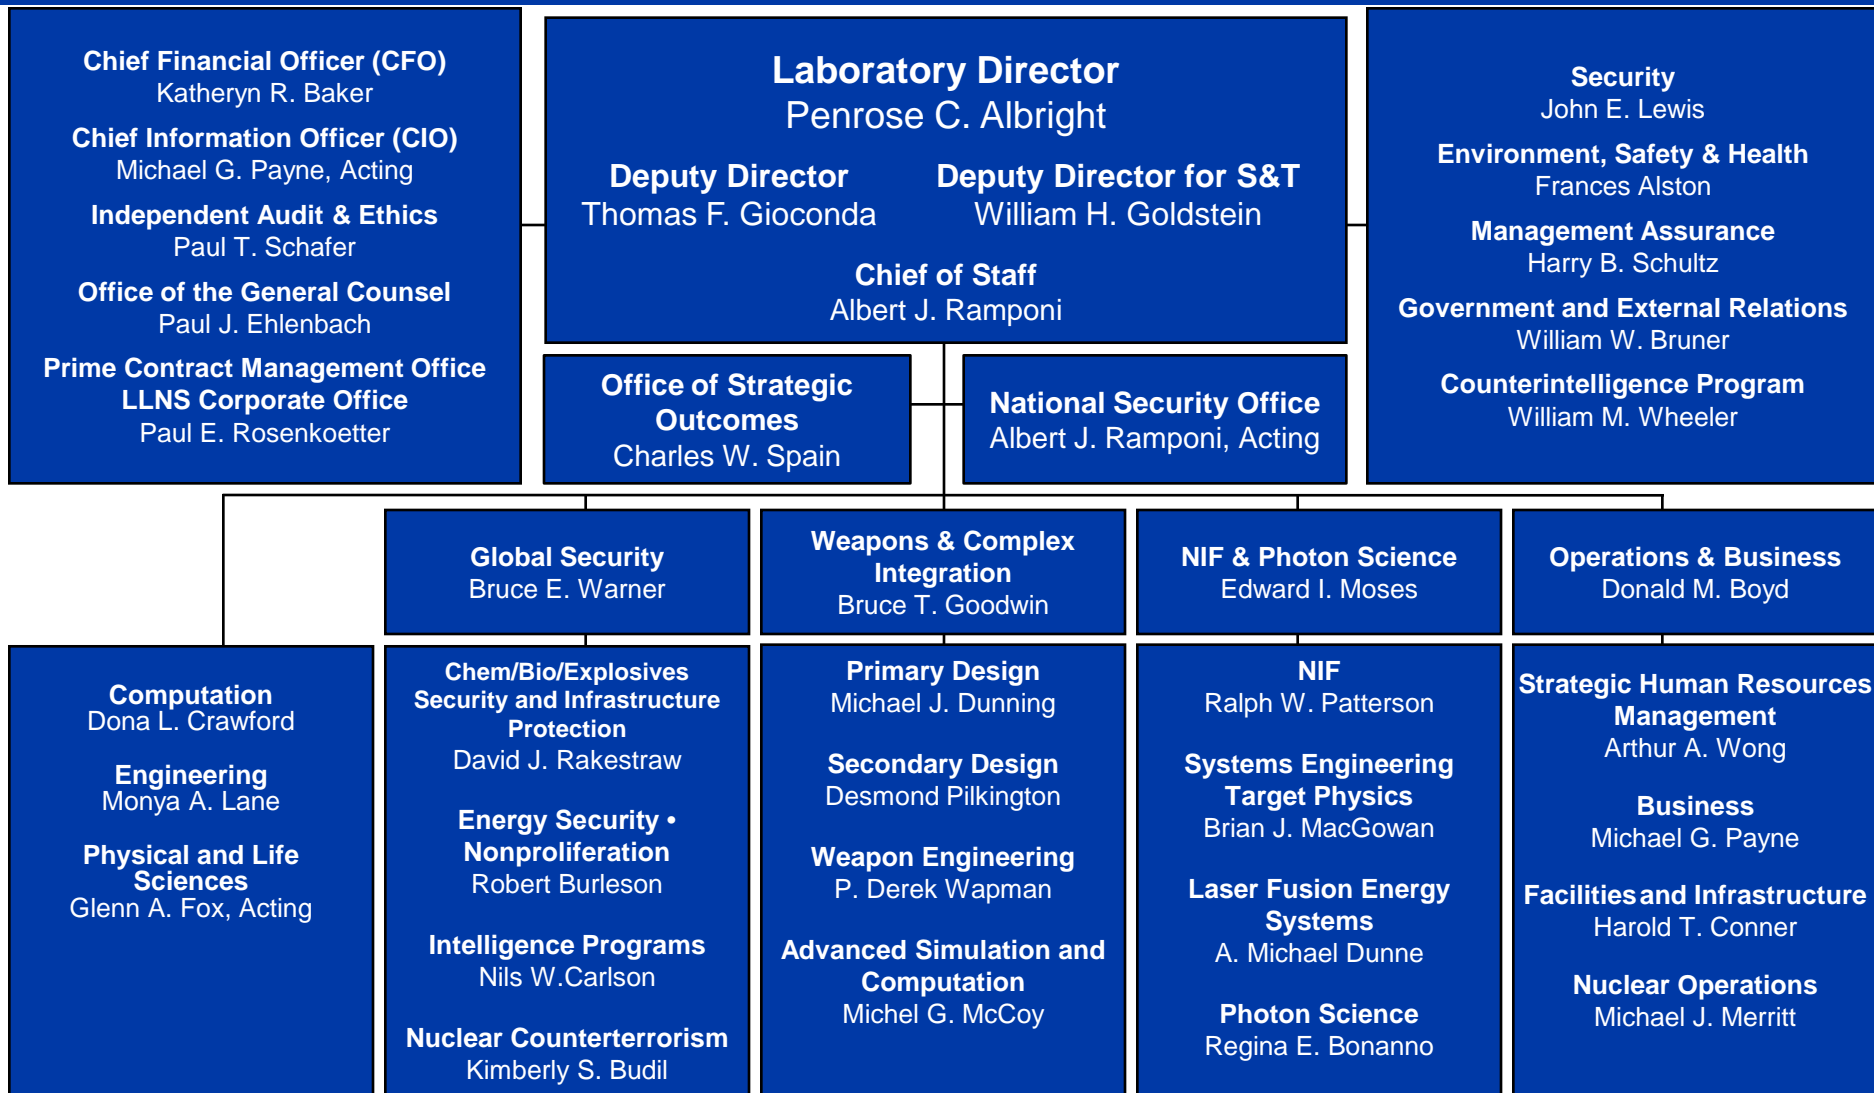 Chief Financial Officer (CFO)
Katheryn R. Baker
Chief Information Officer (CIO)
Michael G. Payne, Acting
Independent Audit & Ethics
Paul T. Schafer
Office of the General Counsel
Paul J. Ehlenbach
Prime Contract Management Office
LLNS Corporate Office
Paul E. Rosenkoetter
Laboratory Director
Penrose C. Albright
Deputy Director
Thomas F. Gioconda
Deputy Director for S&T
William H. Goldstein
Chief of Staff
Albert J. Ramponi
Security
John E. Lewis
Environment, Safety & Health
Frances Alston
Management Assurance
Harry B. Schultz
Government and External Relations
William W. Bruner
Counterintelligence Program
William M. Wheeler
Office of Strategic
Outcomes
Charles W. Spain
National Security Office
Albert J. Ramponi, Acting
Computation
Dona L. Crawford
Engineering
Monya A. Lane
Physical and Life
Sciences
Glenn A. Fox, Acting
Global Security
Bruce E. Warner
Chem/Bio/Explosives
Security and Infrastructure
Protection
David J. Rakestraw
Energy Security •
Nonproliferation
Robert Burleson
Intelligence Programs
Nils W.Carlson
Nuclear Counterterrorism
Kimberly S. Budil
Weapons & Complex
Integration
Bruce T. Goodwin
Primary Design
Michael J. Dunning
Secondary Design
Desmond Pilkington
Weapon Engineering
P. Derek Wapman
Advanced Simulation and
Computation
Michel G. McCoy
NIF & Photon Science
Edward I. Moses
NIF
Ralph W. Patterson
Systems Engineering
Target Physics
Brian J. MacGowan
Laser Fusion Energy
Systems
A. Michael Dunne
Photon Science
Regina E. Bonanno
Operations & Business
Donald M. Boyd
Strategic Human Resources
Management
Arthur A. Wong
Business
Michael G. Payne
Facilities and Infrastructure
Harold T. Conner
Nuclear Operations
Michael J. Merritt